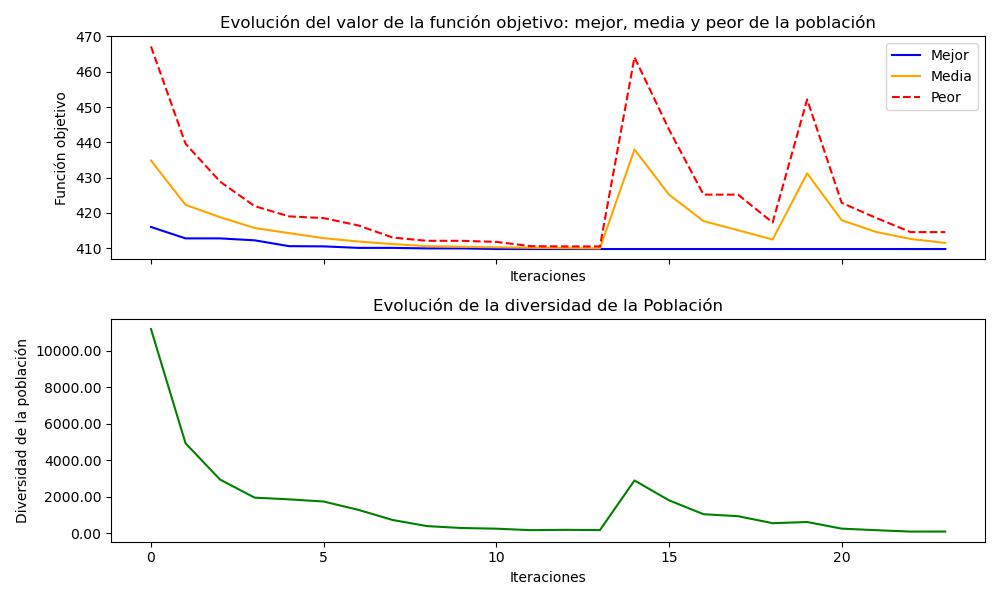 Evolución del valor de la función objetivo: mejor, media y peor de la población
470
460
450
440
430
420
410
Función objetivo
Mejor
Media
Peor
Iteraciones
Evolución de la diversidad de la Población
10000.00
8000.00
6000.00
4000.00
2000.00
0.00
Diversidad de la población
0 5 10 15 20
Iteraciones